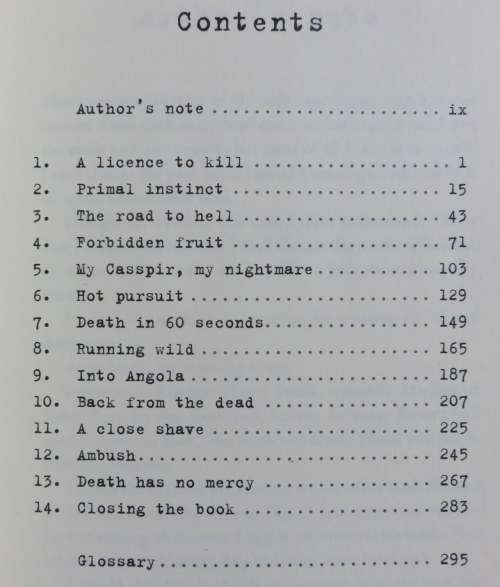 Contents
Author's note ....................... ix
1. A licence to kill .................. 1
2. Primal instinct .................... 15
3. The road to hell ................... 43
4. Forbidden fruit .................... 71
5. My Casspir, my nightmare ........... 103
6. Hot pursuit ........................ 129
7. Death in 60 seconds ................ 149
8. Running wild ....................... 165
9. Into Angola ........................ 187
10. Back from the dead ................ 207
11. A close shave ..................... 225
12. Ambush ............................ 245
13. Death has no mercy ................ 267
14. Closing the book .................. 283
Glossary .............................. 295